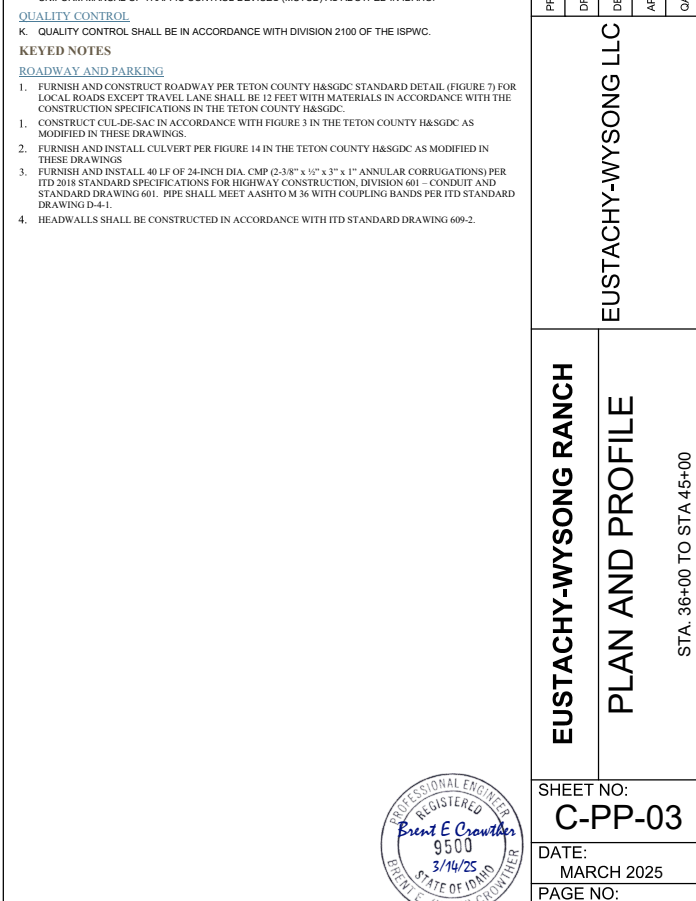 QUALITY CONTROL
K. QUALITY CONTROL SHALL BE IN ACCORDANCE WITH DIVISION 2100 OF THE ISPWC.
KEYED NOTES
ROADWAY AND PARKING
1. FURNISH AND CONSTRUCT ROADWAY PER TETON COUNTY H&SGDC STANDARD DETAIL (FIGURE 7) FOR
LOCAL ROADS EXCEPT TRAVEL LANE SHALL BE 12 FEET WITH MATERIALS IN ACCORDANCE WITH THE
CONSTRUCTION SPECIFICATIONS IN THE TETON COUNTY H&SGDC.
1. CONSTRUCT CUL-DE-SAC IN ACCORDANCE WITH FIGURE 3 IN THE TETON COUNTY H&SGDC AS
MODIFIED IN THESE DRAWINGS.
2. FURNISH AND INSTALL CULVERT PER FIGURE 14 IN THE TETON COUNTY H&SGDC AS MODIFIED IN
THESE DRAWINGS
3. FURNISH AND INSTALL 40 LF OF 24-INCH DIA. CMP (2-3/8” x ½” x 3” x 1” ANNULAR CORRUGATIONS) PER
ITD 2018 STANDARD SPECIFICATIONS FOR HIGHWAY CONSTRUCTION, DIVISION 601 – CONDUIT AND
STANDARD DRAWING 601. PIPE SHALL MEET AASHTO M 36 WITH COUPLING BANDS PER ITD STANDARD
DRAWING D-4-1.
4. HEADWALLS SHALL BE CONSTRUCTED IN ACCORDANCE WITH ITD STANDARD DRAWING 609-2.
EUSTACHY-WYSONG LLC
EUSTACHY-WYSONG RANCH
PLAN AND PROFILE
STA. 36+00 TO STA 45+00
PROFESSIONAL ENGINEER
REGISTERED
Brent E Crowther
9500
3/14/25
STATE OF IDAHO
BRENT E. CROWTHER
SHEET NO:
C-PP-03
DATE:
MARCH 2025
PAGE NO: